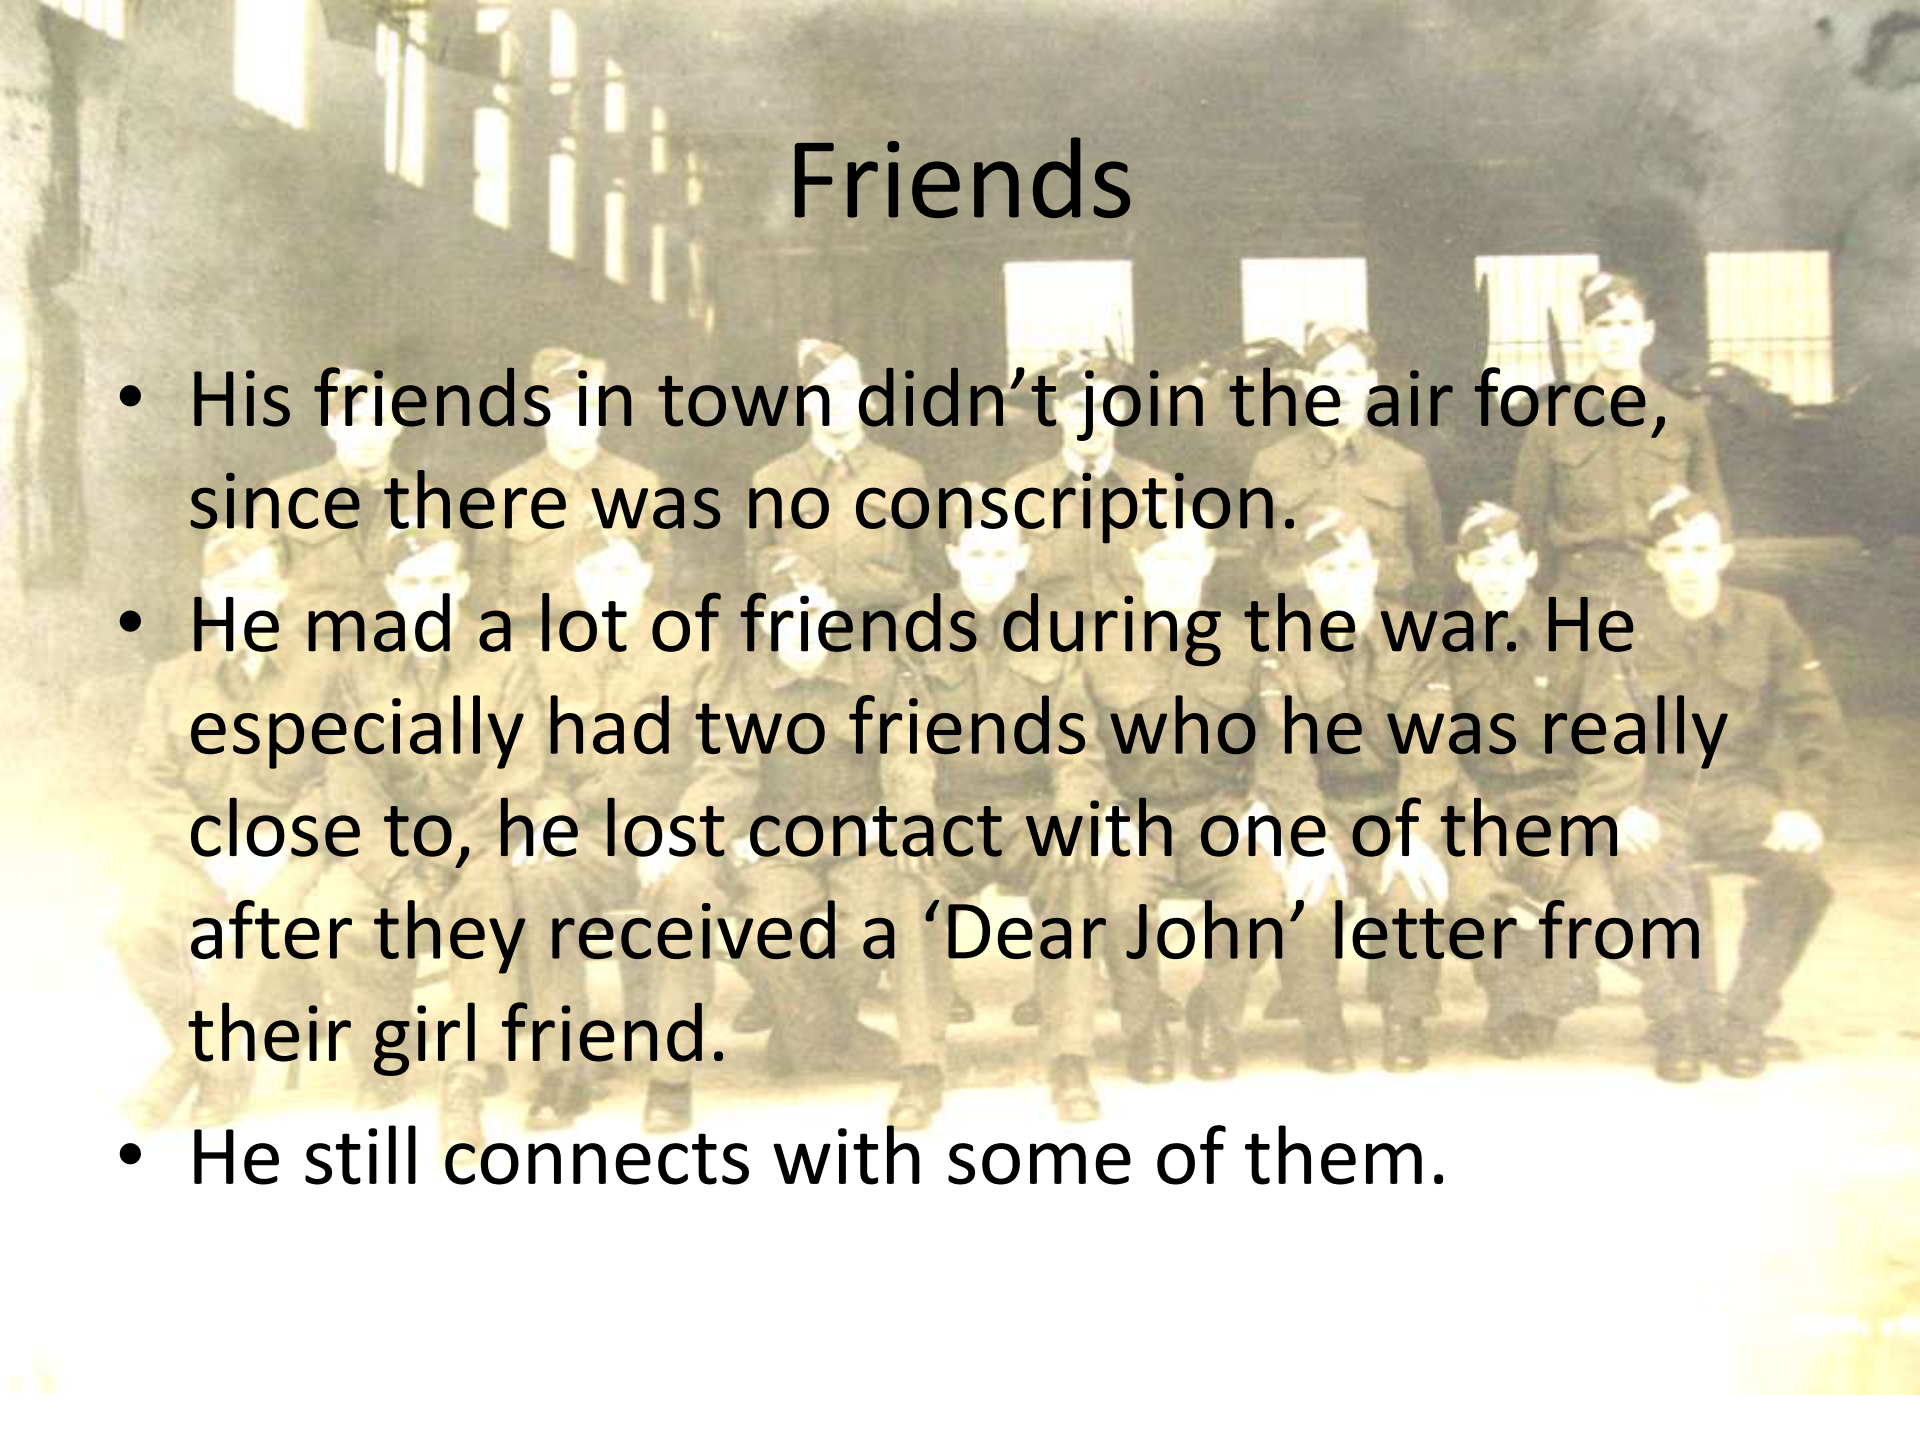 Friends
• His friends in town didn’t join the air force,
since there was no conscription.
• He mad a lot of friends during the war. He
especially had two friends who he was really
close to, he lost contact with one of them
after they received a ‘Dear John’ letter from
their girl friend.
• He still connects with some of them.